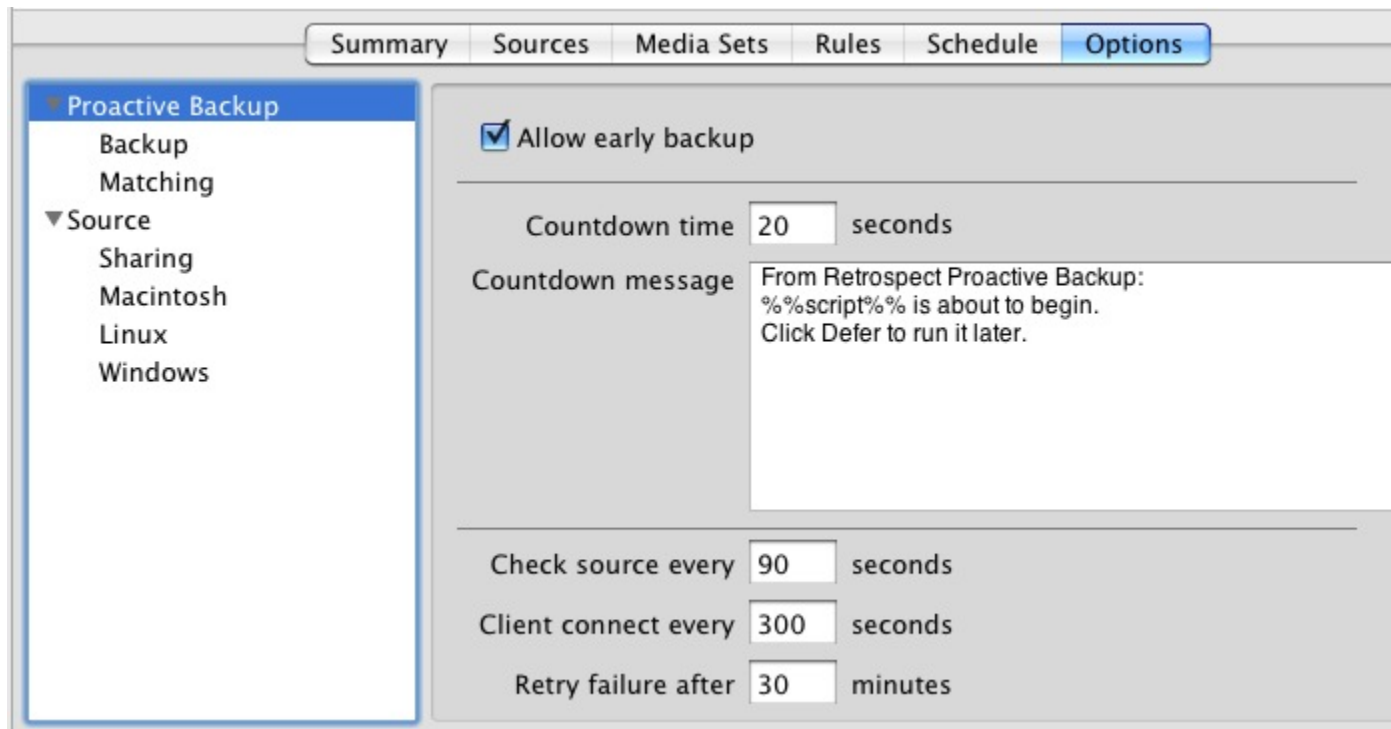 Summary Sources Media Sets Rules Schedule Options
Proactive Backup
Backup
Matching
Source
Sharing
Macintosh
Linux
Windows
Allow early backup
Countdown time 20 seconds
Countdown message
From Retrospect Proactive Backup:
%%script%% is about to begin.
Click Defer to run it later.
Check source every 90 seconds
Client connect every 300 seconds
Retry failure after 30 minutes